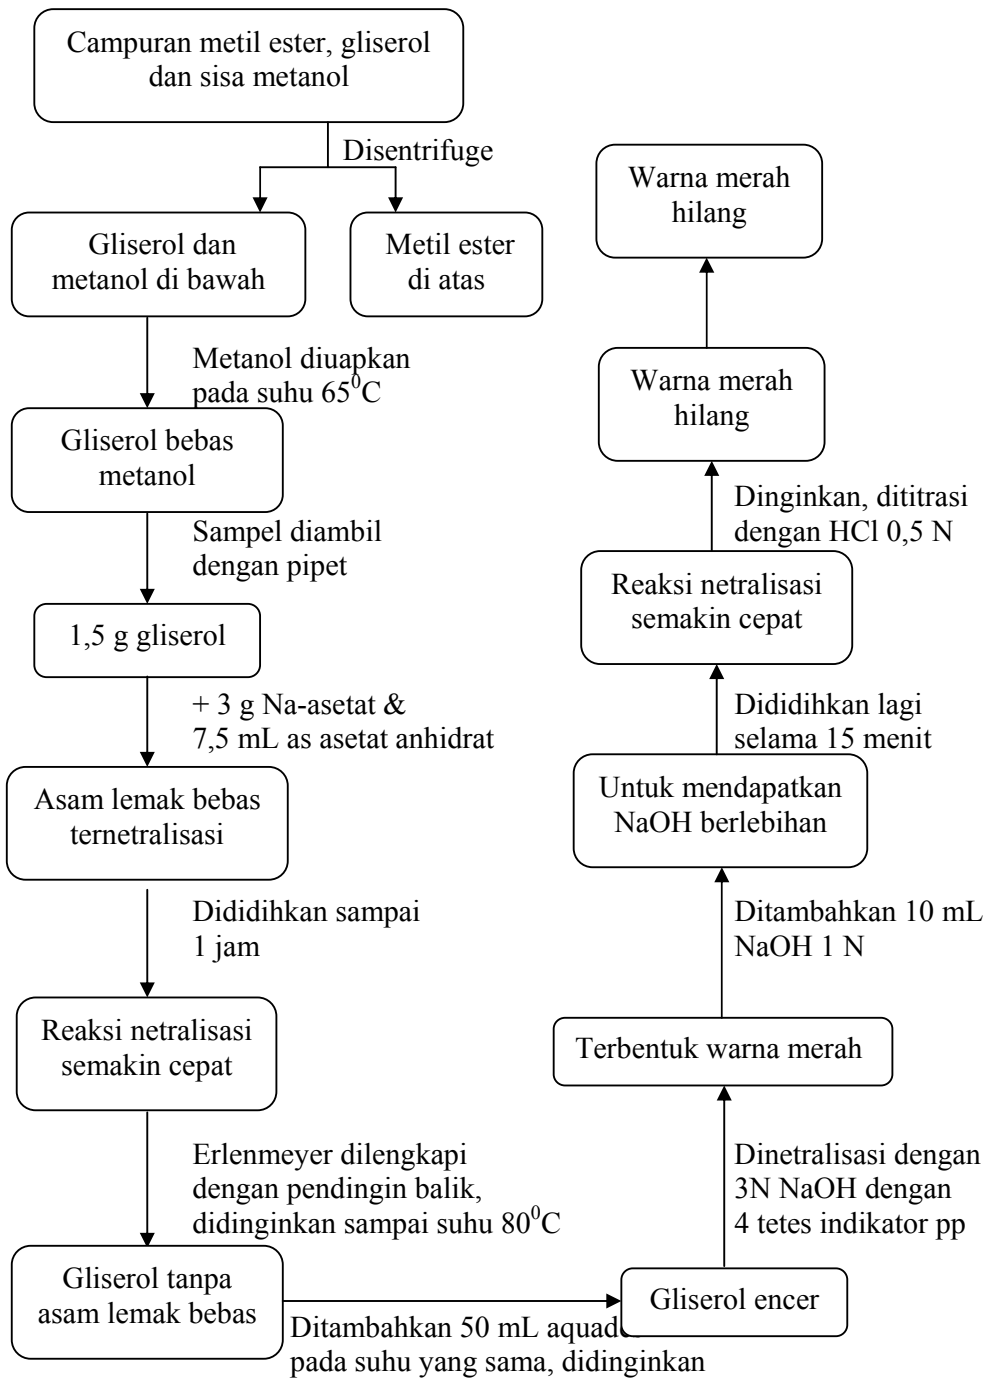 Campuran metil ester, gliserol
dan sisa metanol
Disentrifuge
Gliserol dan
metanol di bawah
Metil ester
di atas
Metanol diuapkan
pada suhu 65⁰C
Gliserol bebas
metanol
Sampel diambil
dengan pipet
1,5 g gliserol
+ 3 g Na-asetat &
7,5 mL as asetat anhidrat
Asam lemak bebas
ternetralisasi
Dididihkan sampai
1 jam
Reaksi netralisasi
semakin cepat
Erlenmeyer dilengkapi
dengan pendingin balik,
didinginkan sampai suhu 80⁰C
Gliserol tanpa
asam lemak bebas
Ditambahkan 50 mL
pada suhu yang sama, didinginkan
Gliserol encer
Dinetralisasi dengan
3N NaOH dengan
4 tetes indikator pp
Terbentuk warna merah
Ditambahkan 10 mL
NaOH 1 N
Untuk mendapatkan
NaOH berlebihan
Dididihkan lagi
selama 15 menit
Reaksi netralisasi
semakin cepat
Dinginkan, dititrasi
dengan HCl 0,5 N
Warna merah
hilang
Warna merah
hilang